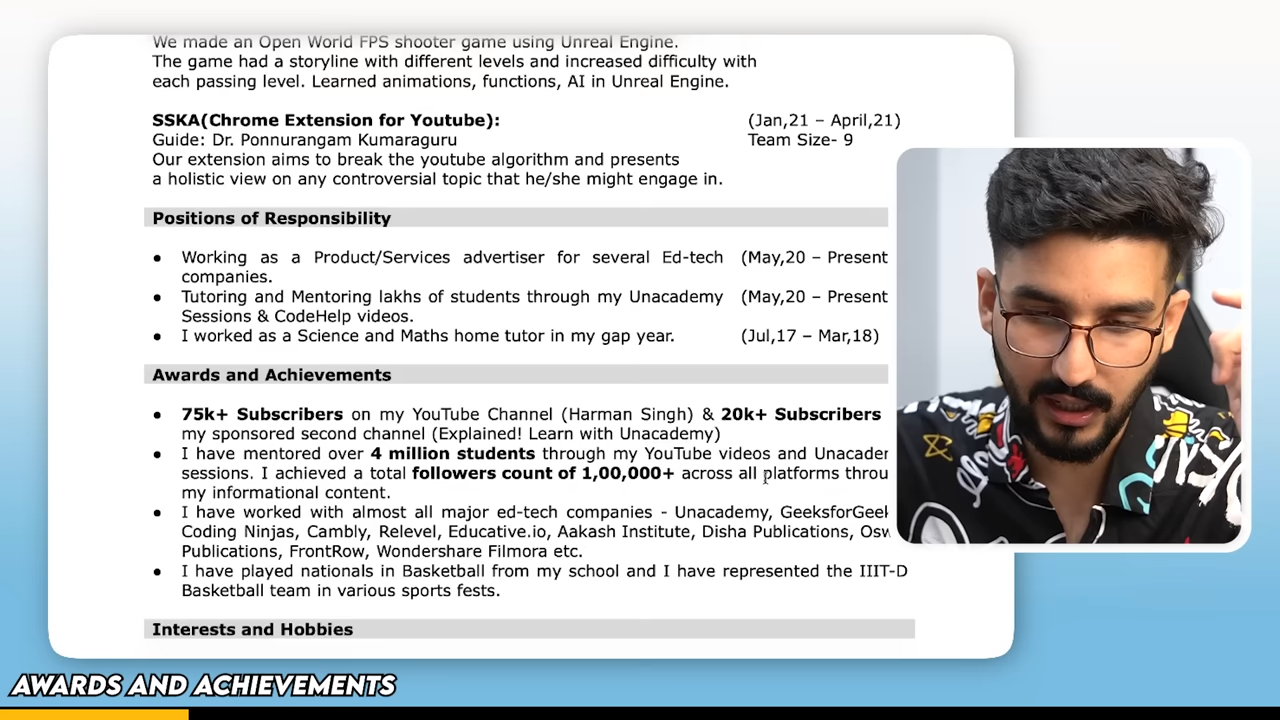 We made an Open World FPS shooter game using Unreal Engine.
The game had a storyline with different levels and increased difficulty with
each passing level. Learned animations, functions, AI in Unreal Engine.
SSKA(Chrome Extension for Youtube): (Jan,21 – April,21)
Guide: Dr. Ponnurangam Kumaraguru Team Size- 9
Our extension aims to break the youtube algorithm and presents
a holistic view on any controversial topic that he/she might engage in.
Positions of Responsibility
• Working as a Product/Services advertiser for several Ed-tech (May,20 – Present
companies.
• Tutoring and Mentoring lakhs of students through my Unacademy (May,20 – Present
Sessions & CodeHelp videos.
• I worked as a Science and Maths home tutor in my gap year. (Jul,17 – Mar,18)
Awards and Achievements
• 75k+ Subscribers on my YouTube Channel (Harman Singh) & 20k+ Subscribers
my sponsored second channel (Explained! Learn with Unacademy)
• I have mentored over 4 million students through my YouTube videos and
sessions. I achieved a total followers count of 1,00,000+ across all platforms
my informational content.
• I have worked with almost all major ed-tech companies - Unacademy,
Coding Ninjas, Cambly, Relevel, Educative.io, Aakash Institute, Disha Publications,
Publications, FrontRow, Wondershare Filmora etc.
• I have played nationals in Basketball from my school and I have represented the IIIT-D
Basketball team in various sports fests.
Interests and Hobbies
AWARDS AND ACHIEVEMENTS